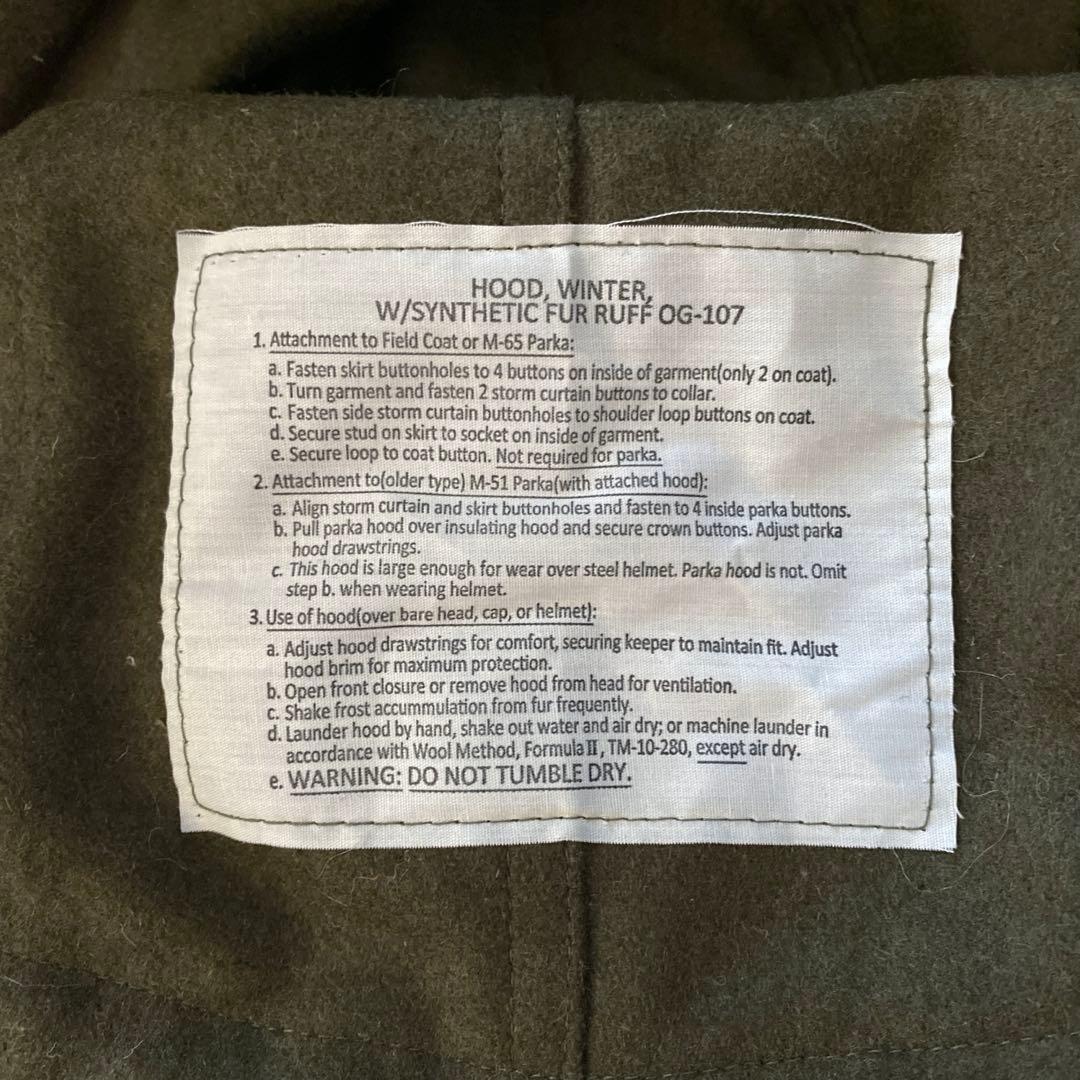 HOOD, WINTER,
W/SYNTHETIC FUR RUFF OG-107
1. Attachment to Field Coat or M-65 Parka:
a. Fasten skirt buttonholes to 4 buttons on inside of garment(only 2 on coat).
b. Turn garment and fasten 2 storm curtain buttons to collar.
c. Fasten side storm curtain buttonholes to shoulder loop buttons on coat.
d. Secure stud on skirt to socket on inside of garment.
e. Secure loop to coat button. Not required for parka.
2. Attachment to(older type) M-51 Parka(with attached hood):
a. Align storm curtain and skirt buttonholes and fasten to 4 inside parka buttons.
b. Pull parka hood over insulating hood and secure crown buttons. Adjust parka
hood drawstrings.
c. This hood is large enough for wear over steel helmet. Parka hood is not. Omit
step b. when wearing helmet.
3. Use of hood(over bare head, cap, or helmet):
a. Adjust hood drawstrings for comfort, securing keeper to maintain fit. Adjust
hood brim for maximum protection.
b. Open front closure or remove hood from head for ventilation.
c. Shake frost accummulation from fur frequently.
d. Launder hood by hand, shake out water and air dry; or machine launder in
accordance with Wool Method, Formula Ⅱ, TM-10-280, except air dry.
e. WARNING: DO NOT TUMBLE DRY.